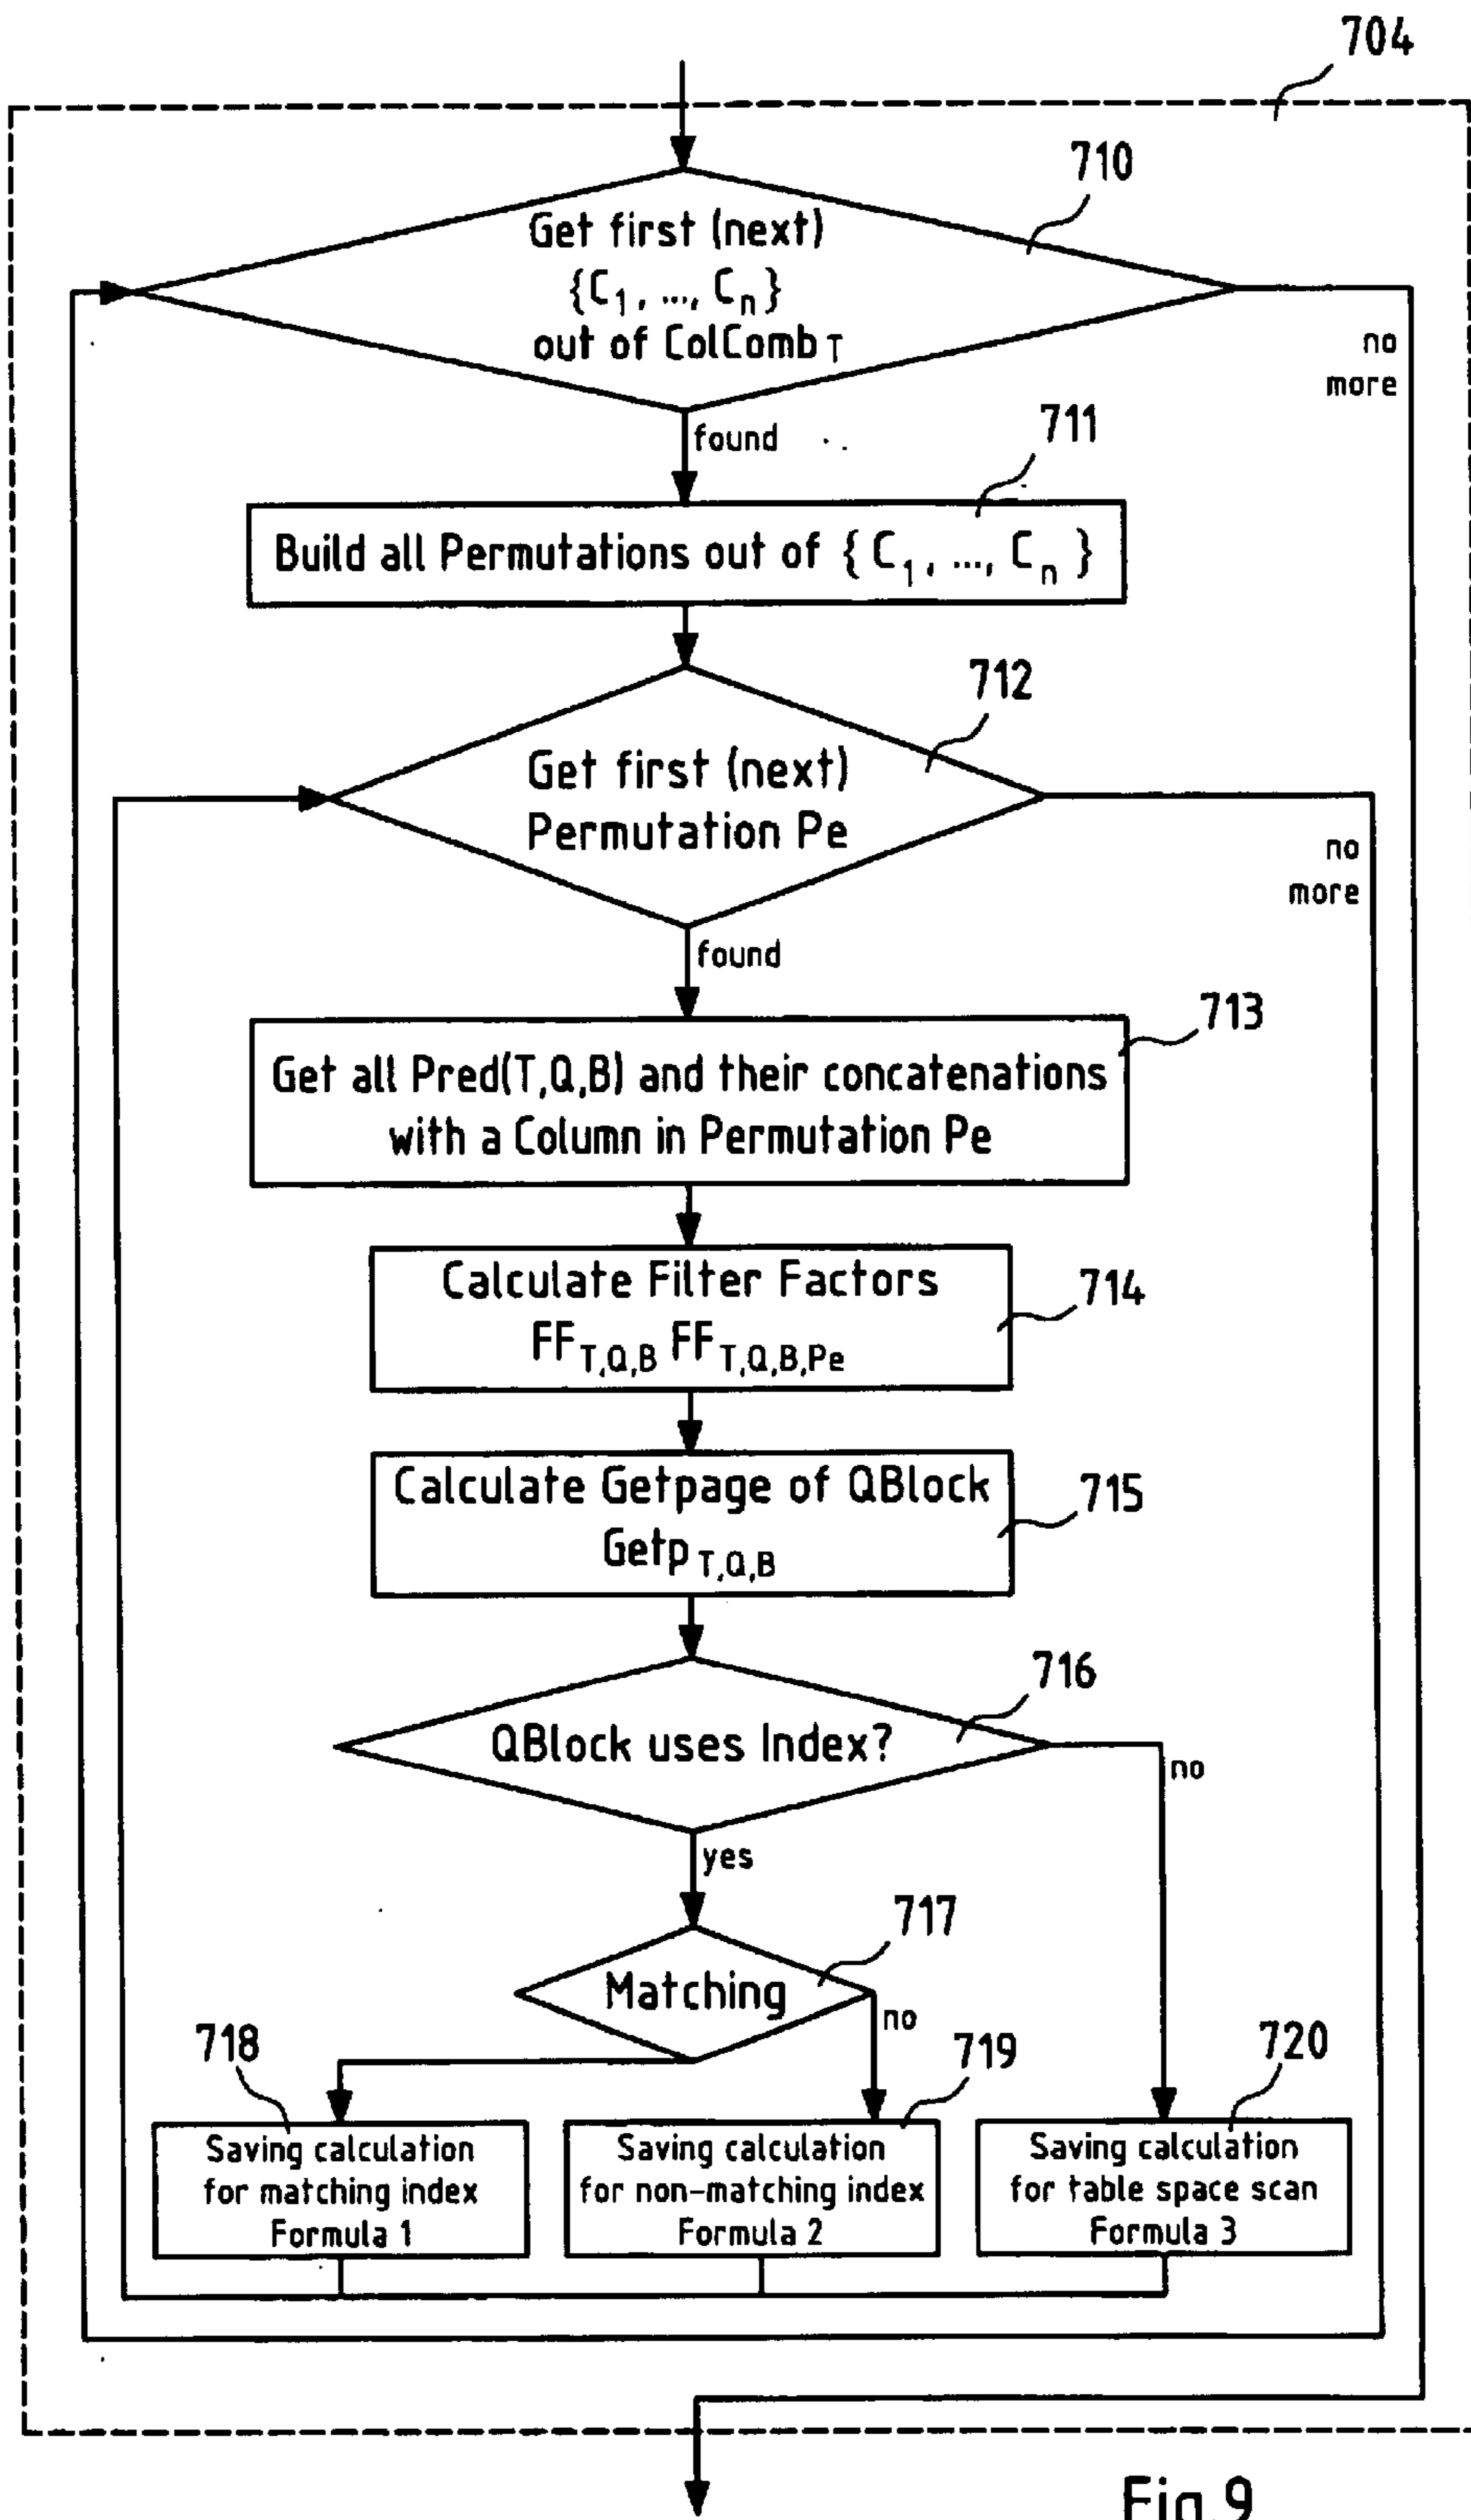 704
710
Get first (next)
{C1, ..., Cn}
out of ColComb T
no
more
found
711
Build all Permutations out of { C1, ..., Cn }
712
Get first (next)
Permutation Pe
no
more
found
713
Get all Pred(T,Q,B) and their concatenations
with a Column in Permutation Pe
Calculate Filter Factors
FF T,Q,B FF T,Q,B,Pe
714
Calculate Getpage of QBlock
Getp T,Q,B
715
716
QBlock uses Index?
no
yes
717
Matching
no
718
719
720
Saving calculation
for matching index
Formula 1
Saving calculation
for non-matching index
Formula 2
Saving calculation
for table space scan
Formula 3
Fig.9